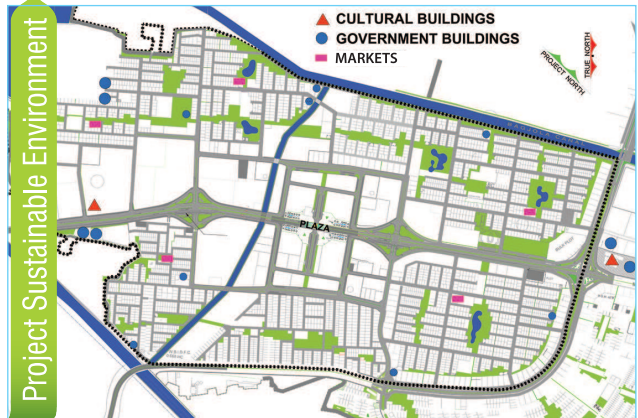 Project Sustainable Environment
CULTURAL BUILDINGS
GOVERNMENT BUILDINGS
MARKETS
PROJECT NORTH
TRUE NORTH
PLAZA